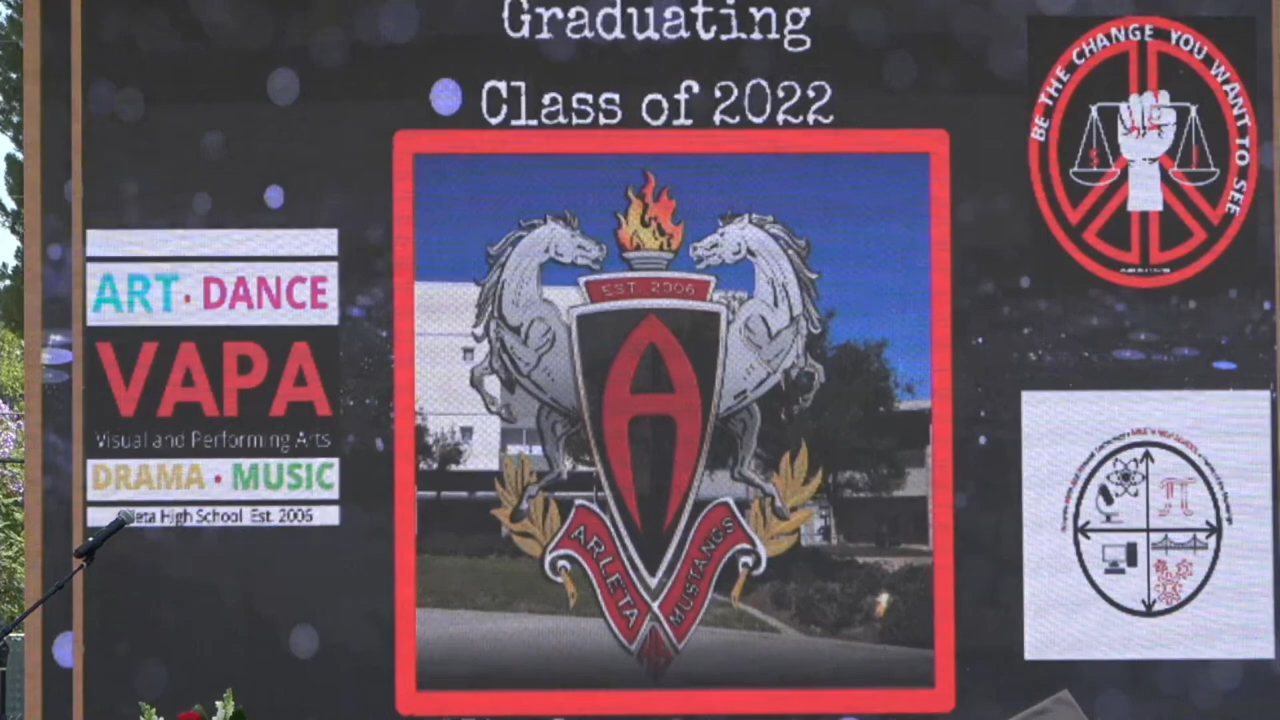 Graduating
Class of 2022
BE THE CHANGE YOU WANT TO SEE
ART · DANCE
VAPA
Visual and Performing Arts
DRAMA · MUSIC
eta High School Est. 2006
EST. 2006
A
ARLETA MUSTANGS